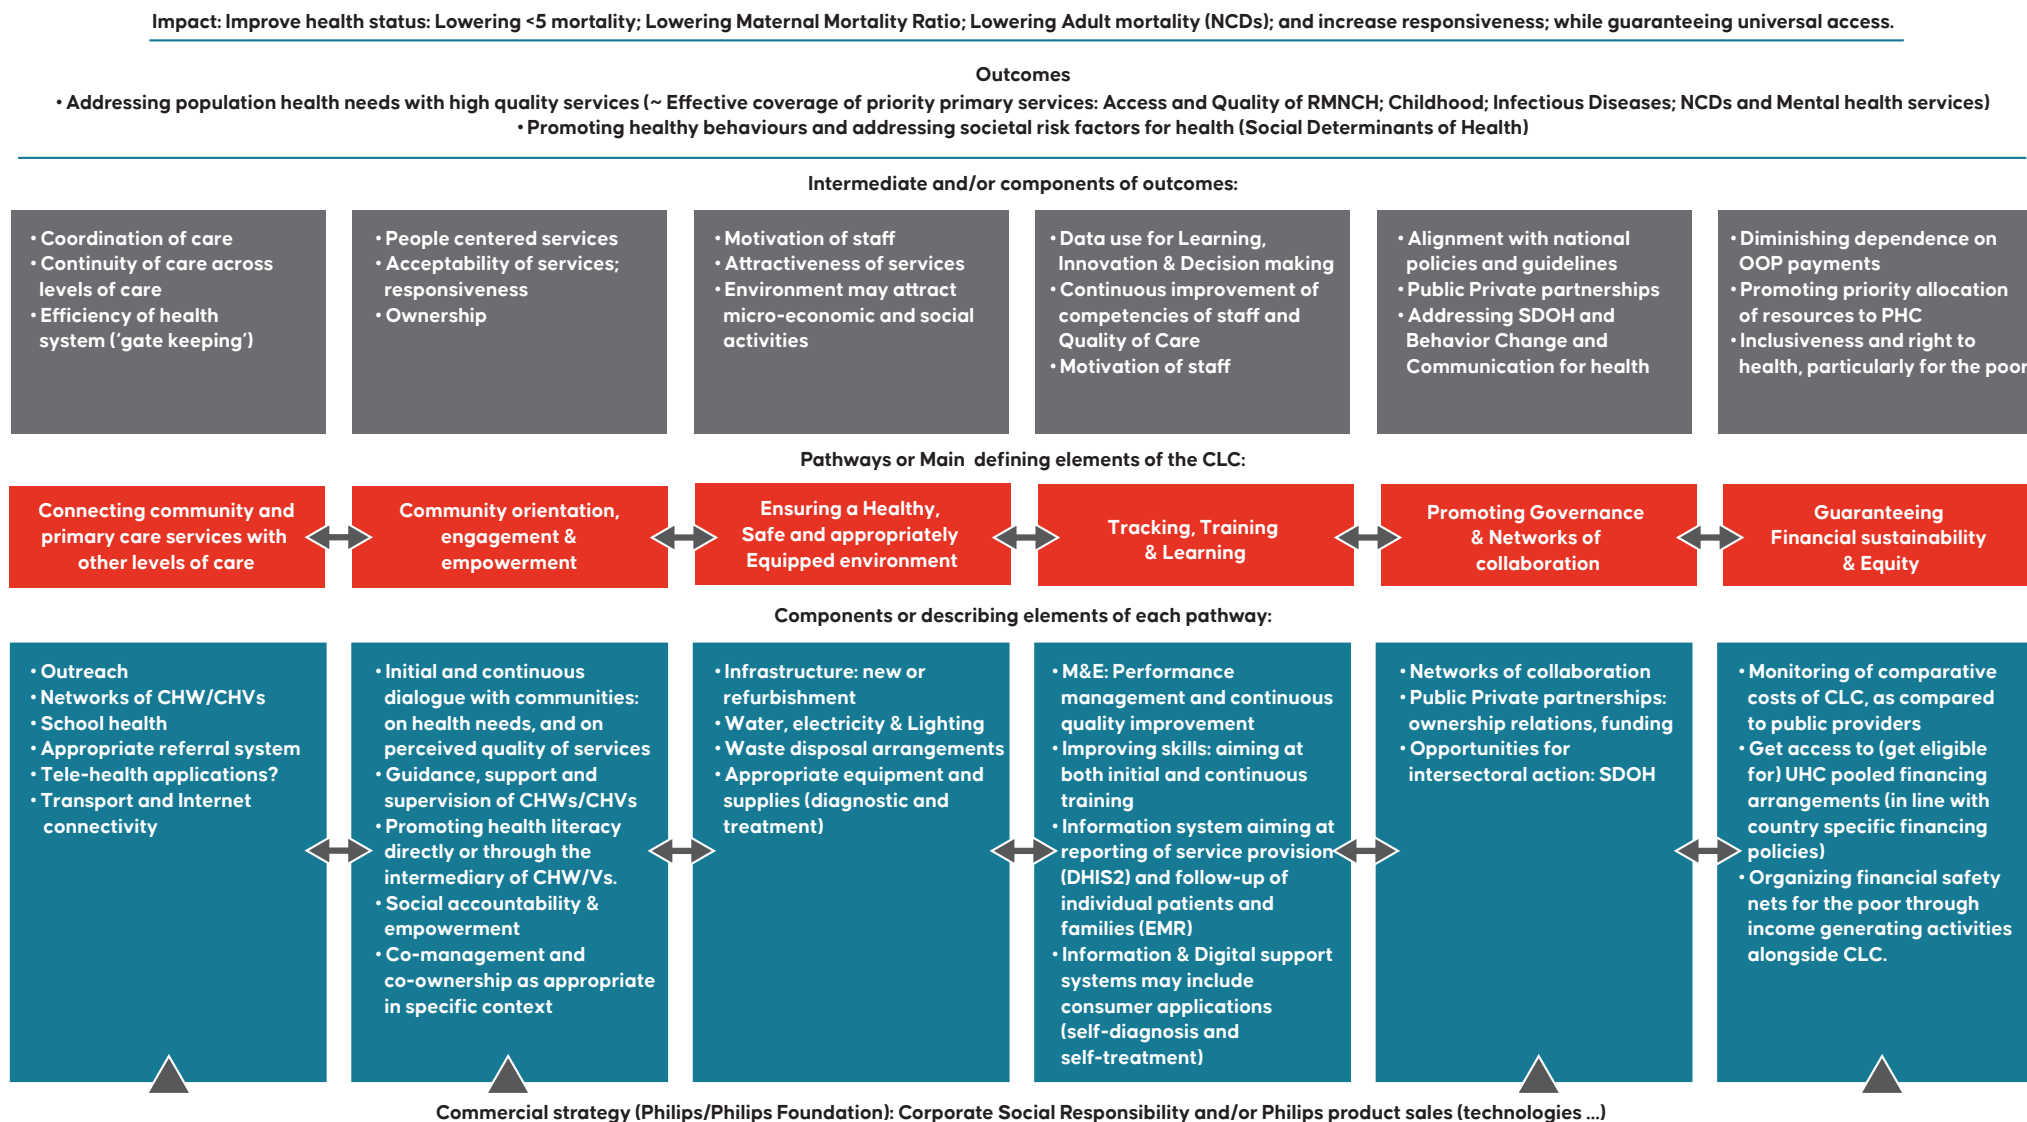 Impact: Improve health status: Lowering <5 mortality; Lowering Maternal Mortality Ratio; Lowering Adult mortality (NCDs); and increase responsiveness; while guaranteeing universal access.
Outcomes
• Addressing population health needs with high quality services (~ Effective coverage of priority primary services: Access and Quality of RMNCH; Childhood; Infectious Diseases; NCDs and Mental health services)
• Promoting healthy behaviours and addressing societal risk factors for health (Social Determinants of Health)
Intermediate and/or components of outcomes:
• Coordination of care
• Continuity of care across
levels of care
• Efficiency of health
system (‘gate keeping’)
• People centered services
• Acceptability of services;
responsiveness
• Ownership
• Motivation of staff
• Attractiveness of services
• Environment may attract
micro-economic and social
activities
• Data use for Learning,
Innovation & Decision making
• Continuous improvement of
competencies of staff and
Quality of Care
• Motivation of staff
• Alignment with national
policies and guidelines
• Public Private partnerships
• Addressing SDOH and
Behavior Change and
Communication for health
• Diminishing dependence on
OOP payments
• Promoting priority allocation
of resources to PHC
• Inclusiveness and right to
health, particularly for the poor
Pathways or Main defining elements of the CLC:
Connecting community and
primary care services with
other levels of care
Community orientation,
engagement &
empowerment
Ensuring a Healthy,
Safe and appropriately
Equipped environment
Tracking, Training
& Learning
Promoting Governance
& Networks of
collaboration
Guaranteeing
Financial sustainability
& Equity
Components or describing elements of each pathway:
• Outreach
• Networks of CHW/CHVs
• School health
• Appropriate referral system
• Tele-health applications?
• Transport and Internet
connectivity
• Initial and continuous
dialogue with communities:
on health needs, and on
perceived quality of services
• Guidance, support and
supervision of CHWs/CHVs
• Promoting health literacy
directly or through the
intermediary of CHW/Vs.
• Social accountability &
empowerment
• Co-management and
co-ownership as appropriate
in specific context
• Infrastructure: new or
refurbishment
• Water, electricity & Lighting
• Waste disposal arrangements
• Appropriate equipment and
supplies (diagnostic and
treatment)
• M&E: Performance
management and continuous
quality improvement
• Improving skills: aiming at
both initial and continuous
training
• Information system aiming at
reporting of service provision
(DHIS2) and follow-up of
individual patients and
families (EMR)
• Information & Digital support
systems may include
consumer applications
(self-diagnosis and
self-treatment)
• Networks of collaboration
• Public Private partnerships:
ownership relations, funding
• Opportunities for
intersectoral action: SDOH
• Monitoring of comparative
costs of CLC, as compared
to public providers
• Get access to (get eligible
for) UHC pooled financing
arrangements (in line with
country specific financing
policies)
• Organizing financial safety
nets for the poor through
income generating activities
alongside CLC.
Commercial strategy (Philips/Philips Foundation): Corporate Social Responsibility and/or Philips product sales (technologies ...)